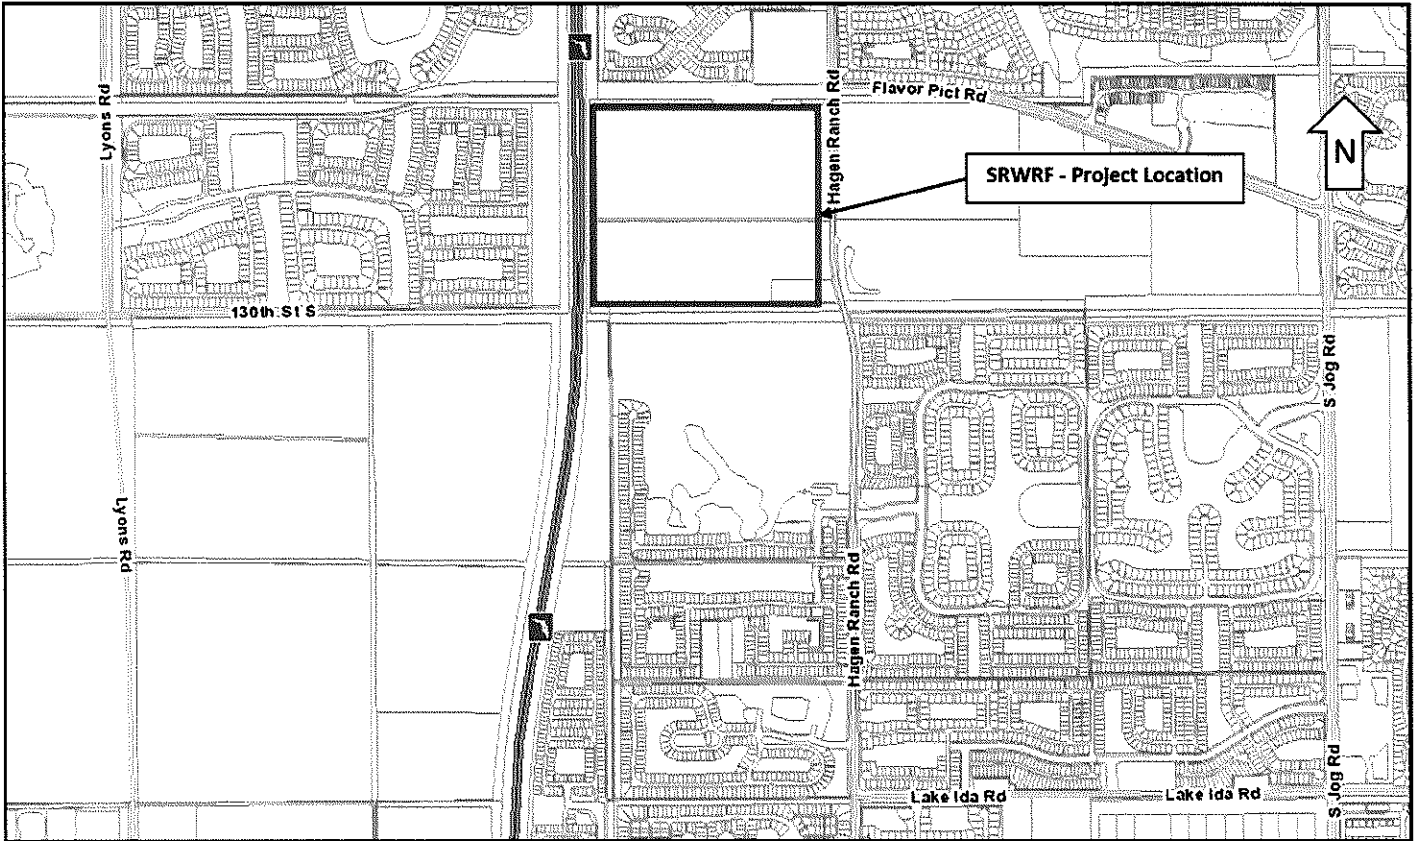 Lyons Rd
Hagen Ranch Rd
Flavor Pict Rd
N
SRWRF - Project Location
130th St S
S Jog Rd
Lyons Rd
Hagen Ranch Rd
Lake Ida Rd
Lake Ida Rd
S Jog Rd